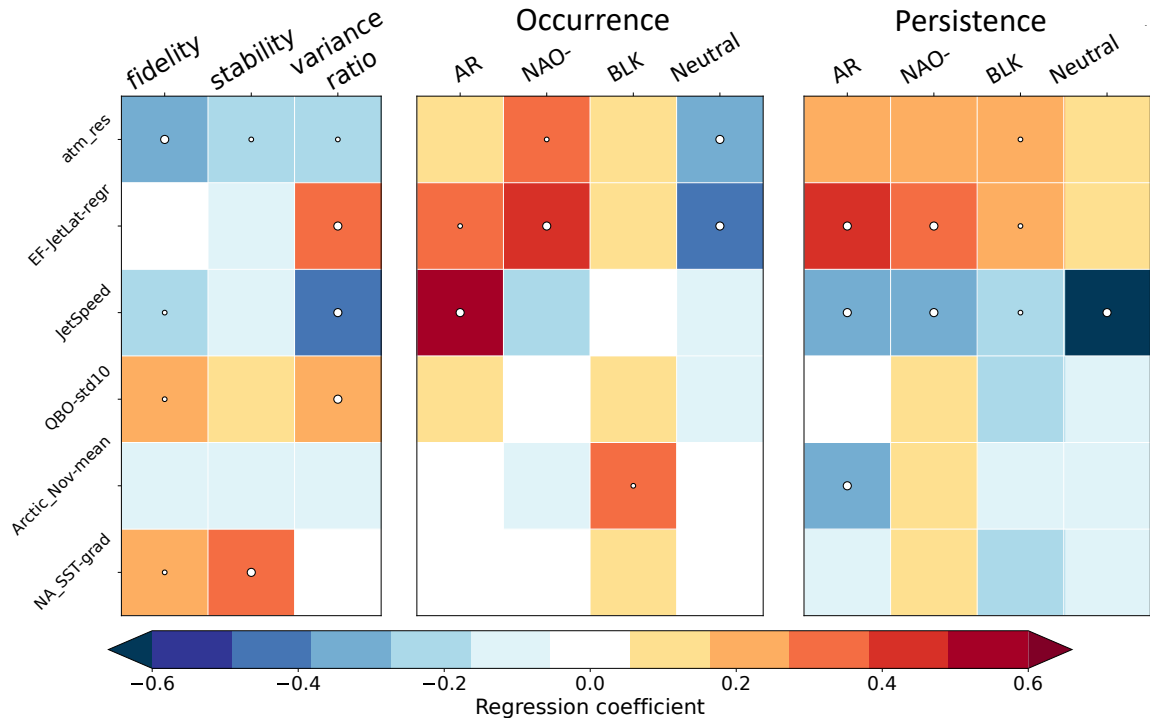 Occurrence
Persistence
fidelity
stability
variance
ratio
AR
NAO-
BLK
Neutral
AR
NAO-
BLK
Neutral
atm_res
EF-JetLat-regr
JetSpeed
QBO-std10
Arctic_Nov-mean
NA_SST-grad
−0.6
−0.4
−0.2
0.0
0.2
0.4
0.6
Regression coefficient